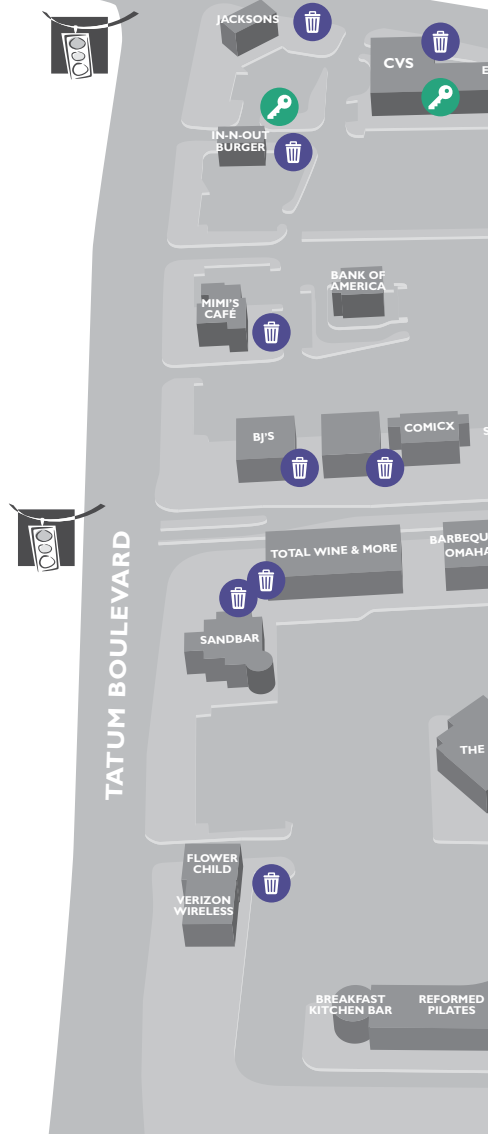 JACKSONS
CVS
E
IN-N-OUT
BURGER
BANK OF
AMERICA
MIMI'S
CAFÉ
BJ'S
COMICX
S
TOTAL WINE & MORE
BARBEQU
OMAHA
SANDBAR
TATUM BOULEVARD
THE
FLOWER
CHILD
VERIZON
WIRELESS
BREAKFAST
KITCHEN BAR
REFORMED
PILATES